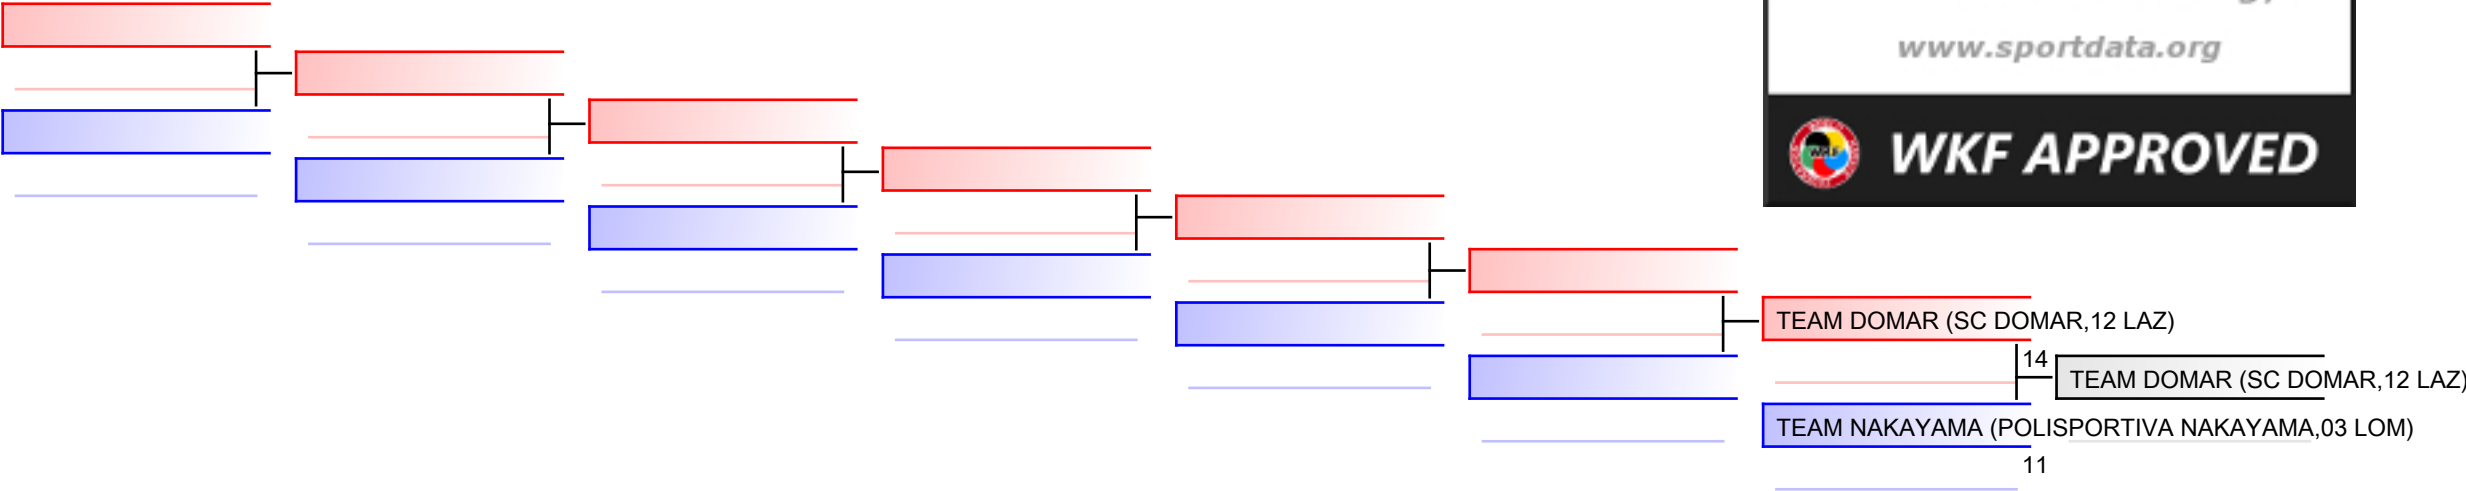 www.sportdata.org
WKF APPROVED
TEAM DOMAR (SC DOMAR,12 LAZ)
14
TEAM DOMAR (SC DOMAR,12 LAZ)
TEAM NAKAYAMA (POLISPORTIVA NAKAYAMA,03 LOM)
11